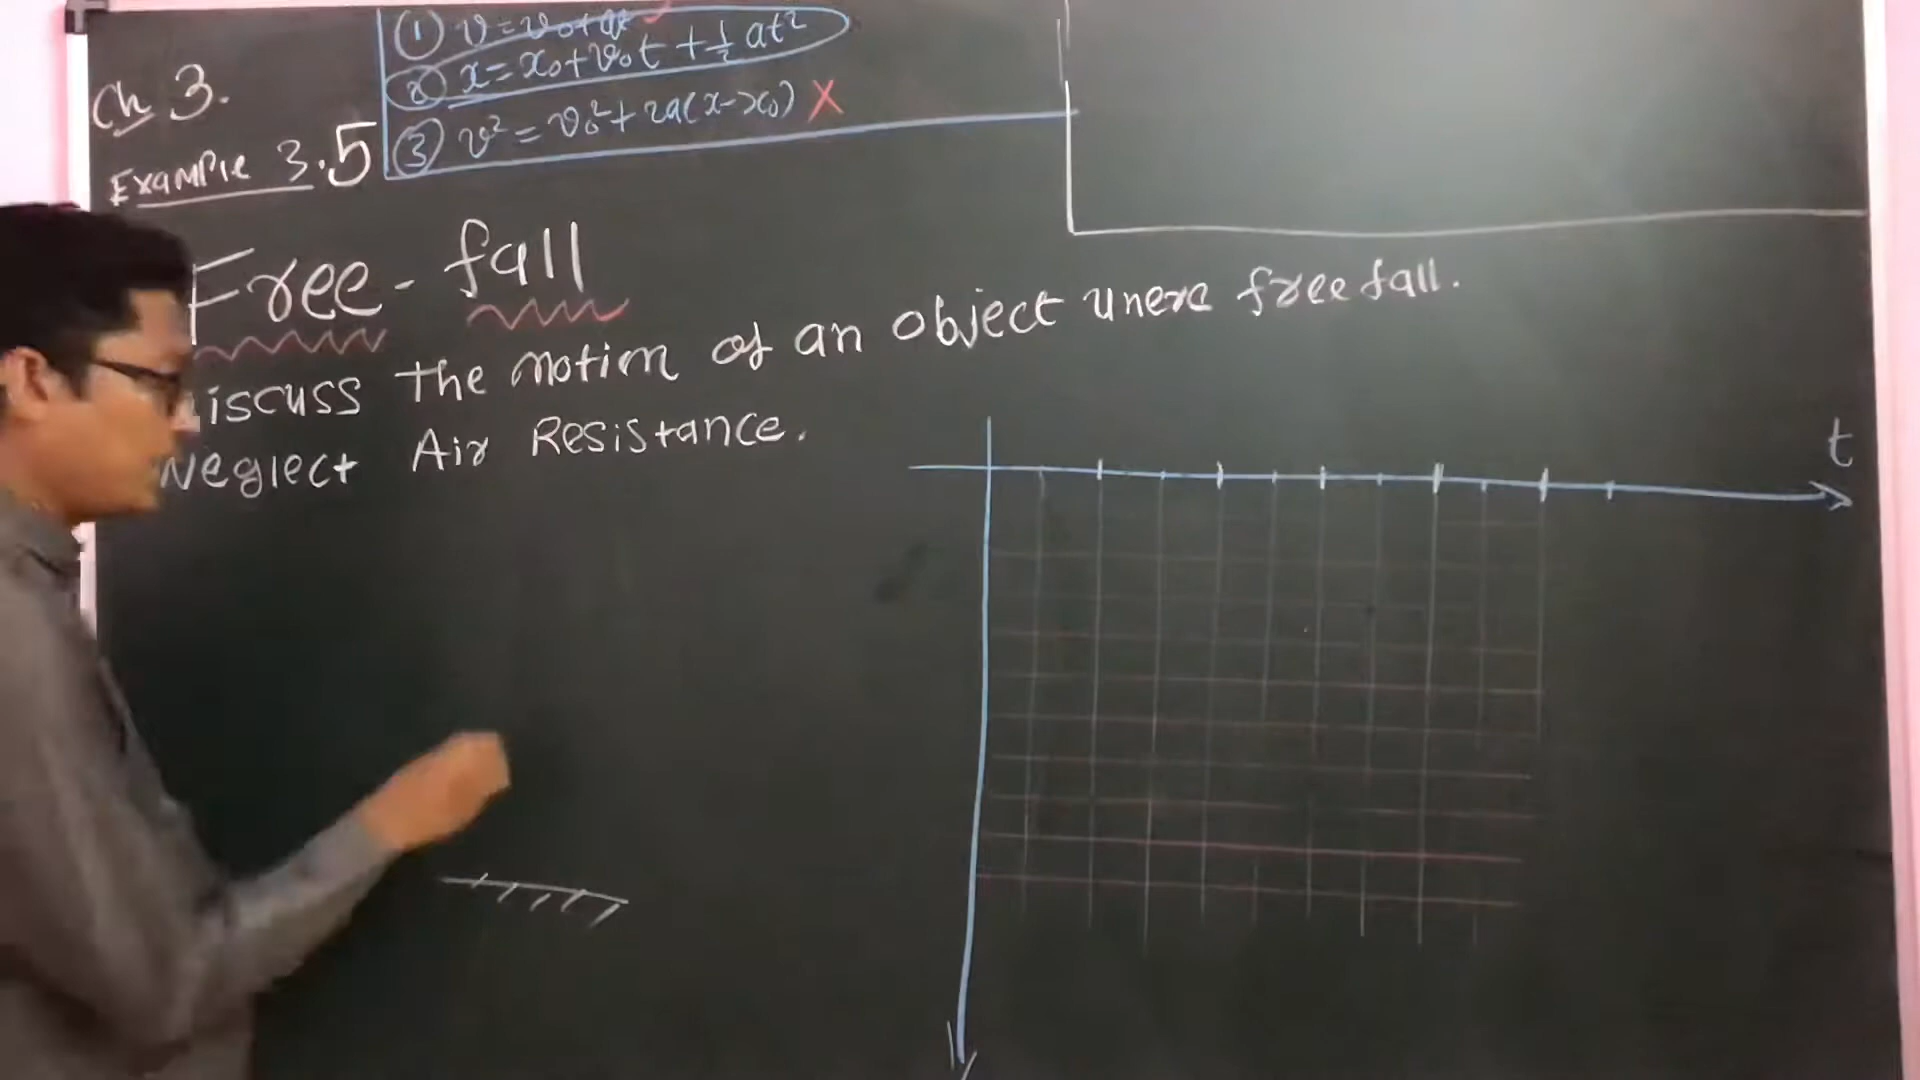 Ch 3.
Example 3.5
① v = v₀ + at
② x = x₀ + v₀t + ½ at²
③ v² = v₀² + 2a(x-x₀) X
Free-fall
iscuss the motion of an object unere free fall.
Neglect Air Resistance.
t